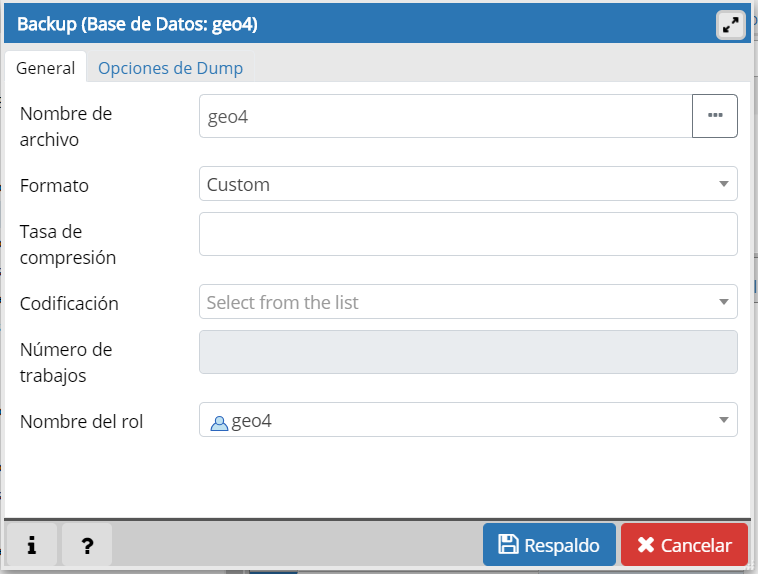 Backup (Base de Datos: geo4)
General Opciones de Dump
Nombre de
archivo
geo4
Formato
Custom
Tasa de
compresión
Codificación
Select from the list
Número de
trabajos
Nombre del rol
geo4
i ? Respaldo Cancelar